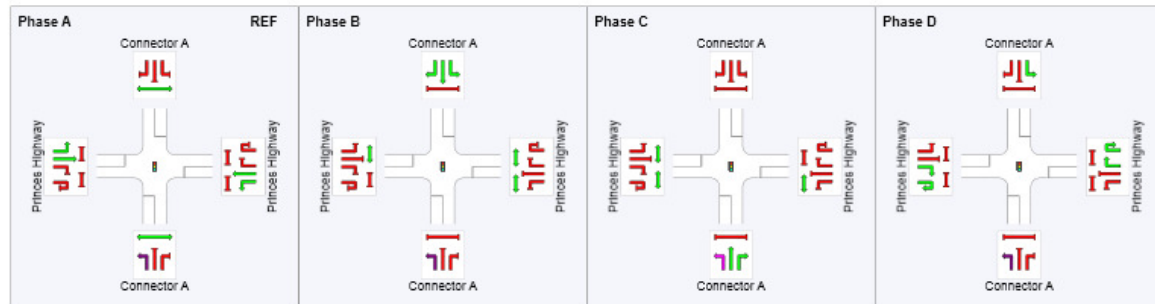 Phase A REF Phase B Phase C Phase D
Connector A Connector A Connector A Connector A
Princes Highway Princes Highway Princes Highway Princes Highway Princes Highway Princes Highway Princes Highway Princes Highway
Connector A Connector A Connector A Connector A